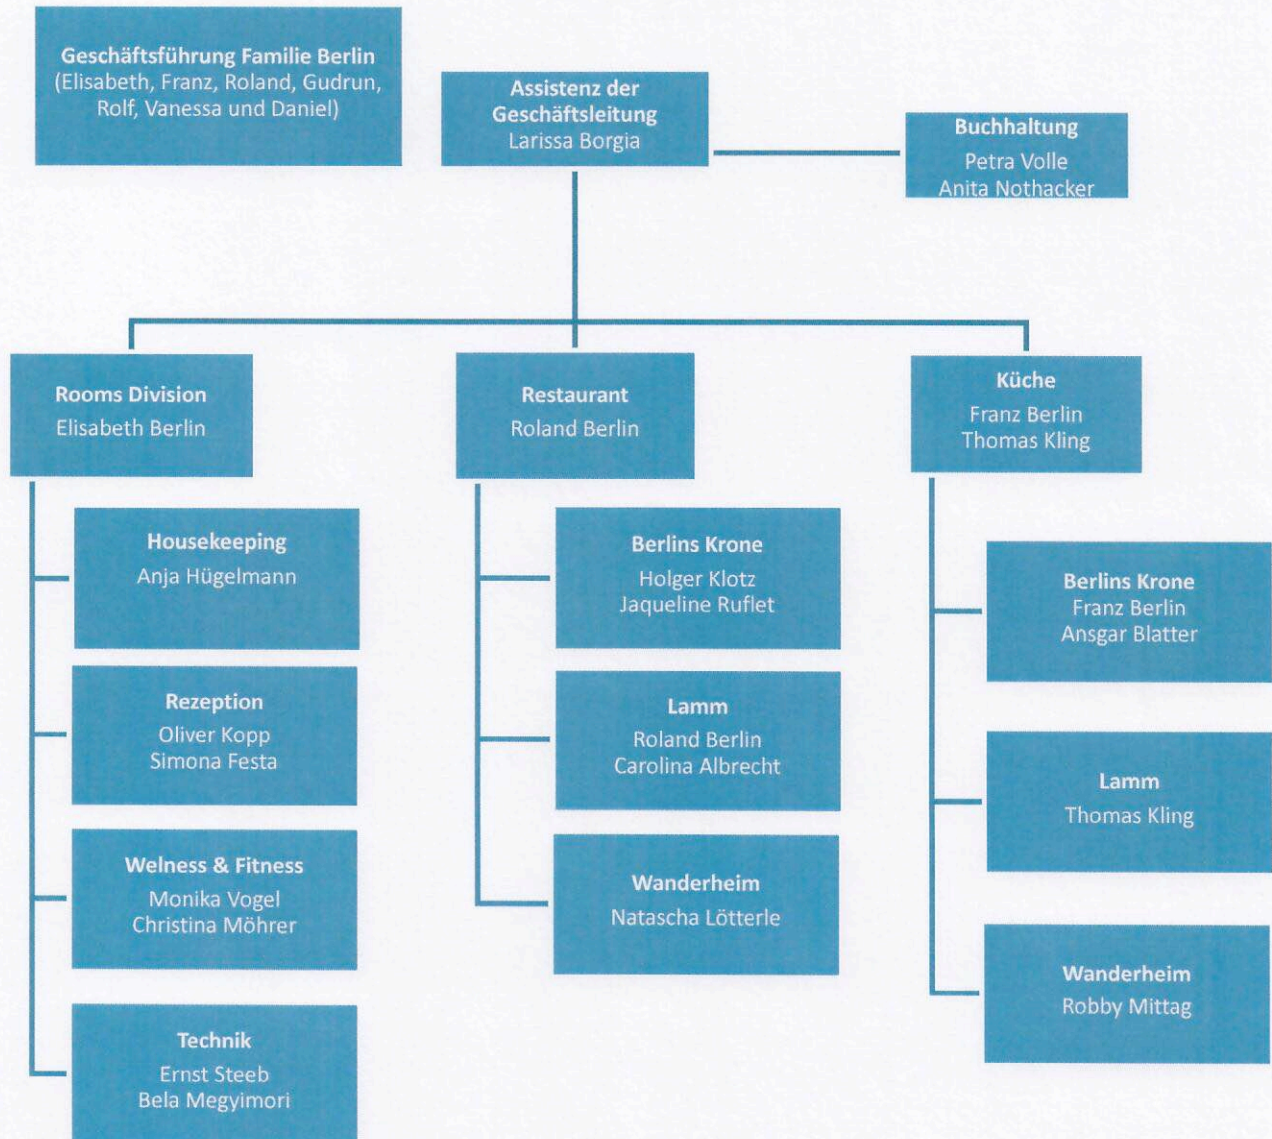 Geschäftsführung Familie Berlin
(Elisabeth, Franz, Roland, Gudrun,
Rolf, Vanessa und Daniel)
Assistenz der
Geschäftsleitung
Larissa Borgia
Buchhaltung
Petra Volle
Anita Nothacker
Rooms Division
Elisabeth Berlin
Housekeeping
Anja Hügelmann
Rezeption
Oliver Kopp
Simona Festa
Welness & Fitness
Monika Vogel
Christina Möhrer
Technik
Ernst Steeb
Bela Megyimori
Restaurant
Roland Berlin
Berlins Krone
Holger Klotz
Jaqueline Ruflet
Lamm
Roland Berlin
Carolina Albrecht
Wanderheim
Natascha Lötterle
Küche
Franz Berlin
Thomas Kling
Berlins Krone
Franz Berlin
Ansgar Blatter
Lamm
Thomas Kling
Wanderheim
Robby Mittag